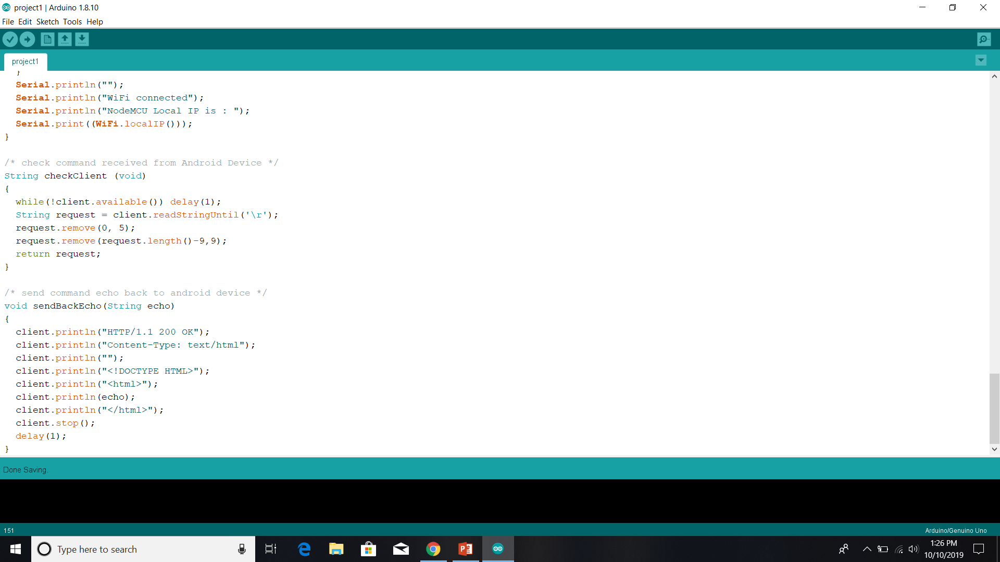 project1 | Arduino 1.8.10
File Edit Sketch Tools Help
project1
}
Serial.println("");
Serial.println("WiFi connected");
Serial.println("NodeMCU Local IP is : ");
Serial.print((WiFi.localIP()));
}
/* check command received from Android Device */
String checkClient (void)
{
while(!client.available()) delay(1);
String request = client.readStringUntil('\r');
request.remove(0, 5);
request.remove(request.length()-9,9);
return request;
}
/* send command echo back to android device */
void sendBackEcho(String echo)
{
client.println("HTTP/1.1 200 OK");
client.println("Content-Type: text/html");
client.println("");
client.println("<!DOCTYPE HTML>");
client.println("<html>");
client.println(echo);
client.println("</html>");
client.stop();
delay(1);
}
Done Saving.
151
Arduino/Genuino Uno
Type here to search
1:26 PM
10/10/2019